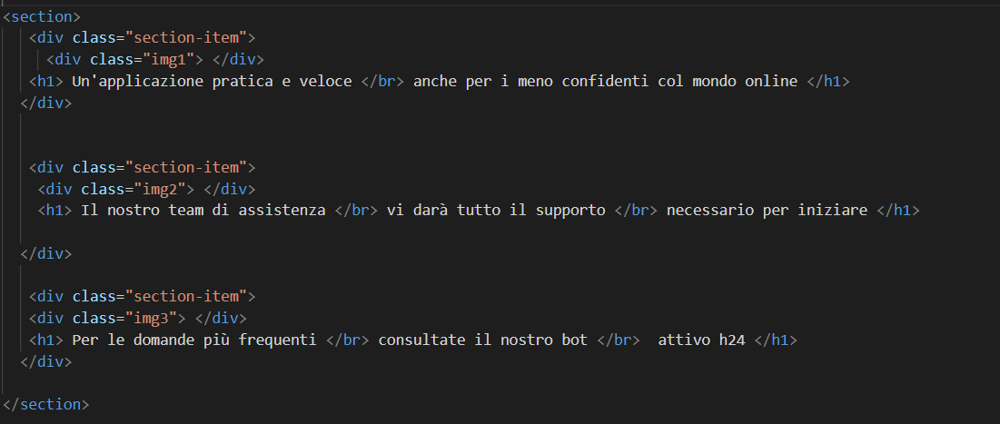 <section>
<div class="section-item">
<div class="img1"> </div>
<h1> Un'applicazione pratica e veloce </br> anche per i meno confidenti col mondo online </h1>
</div>
<div class="section-item">
<div class="img2"> </div>
<h1> Il nostro team di assistenza </br> vi darà tutto il supporto </br> necessario per iniziare </h1>
</div>
<div class="section-item">
<div class="img3"> </div>
<h1> Per le domande più frequenti </br> consultate il nostro bot </br>  attivo h24 </h1>
</div>
</section>